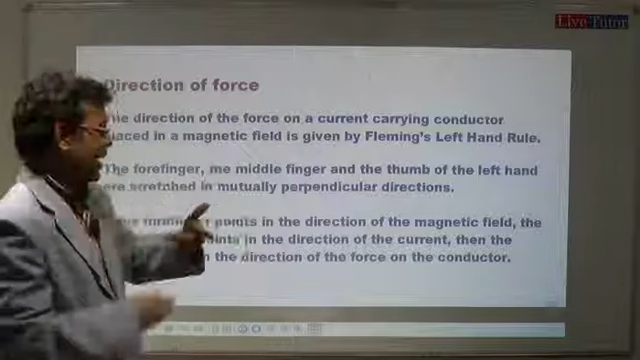 Live-Tutor
Direction of force
The direction of the force on a current carrying conductor
placed in a magnetic field is given by Fleming's Left Hand Rule.
The forefinger, the middle finger and the thumb of the left hand
are stretched in mutually perpendicular directions.
points in the direction of the magnetic field, the
in the direction of the current, then the
the direction of the force on the conductor.